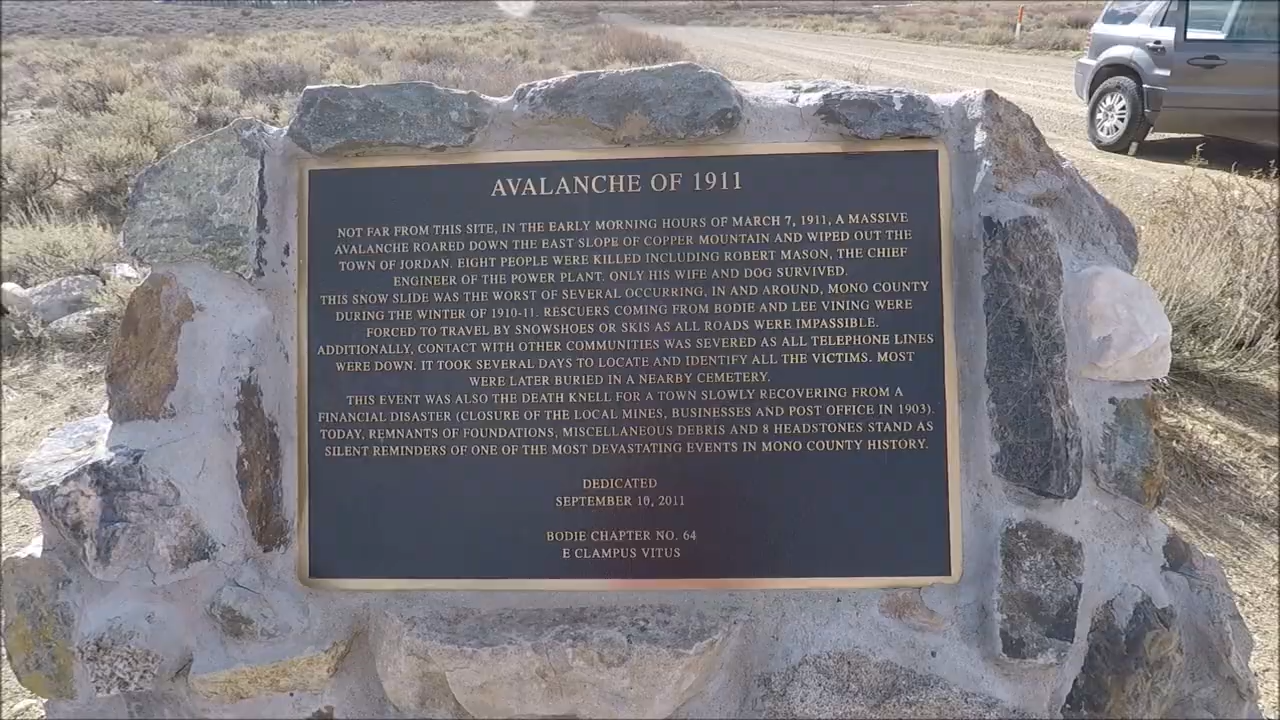 AVALANCHE OF 1911
NOT FAR FROM THIS SITE, IN THE EARLY MORNING HOURS OF MARCH 7, 1911, A MASSIVE
AVALANCHE ROARED DOWN THE EAST SLOPE OF COPPER MOUNTAIN AND WIPED OUT THE
TOWN OF JORDAN. EIGHT PEOPLE WERE KILLED INCLUDING ROBERT MASON, THE CHIEF
ENGINEER OF THE POWER PLANT. ONLY HIS WIFE AND DOG SURVIVED.
THIS SNOW SLIDE WAS THE WORST OF SEVERAL OCCURRING, IN AND AROUND, MONO COUNTY
DURING THE WINTER OF 1910-11. RESCUERS COMING FROM BODIE AND LEE VINING WERE
FORCED TO TRAVEL BY SNOWSHOES OR SKIS AS ALL ROADS WERE IMPASSIBLE.
ADDITIONALLY, CONTACT WITH OTHER COMMUNITIES WAS SEVERED AS ALL TELEPHONE LINES
WERE DOWN. IT TOOK SEVERAL DAYS TO LOCATE AND IDENTIFY ALL THE VICTIMS. MOST
WERE LATER BURIED IN A NEARBY CEMETERY.
THIS EVENT WAS ALSO THE DEATH KNELL FOR A TOWN SLOWLY RECOVERING FROM A
FINANCIAL DISASTER (CLOSURE OF THE LOCAL MINES, BUSINESSES AND POST OFFICE IN 1903).
TODAY, REMNANTS OF FOUNDATIONS, MISCELLANEOUS DEBRIS AND 8 HEADSTONES STAND AS
SILENT REMINDERS OF ONE OF THE MOST DEVASTATING EVENTS IN MONO COUNTY HISTORY.
DEDICATED
SEPTEMBER 10, 2011
BODIE CHAPTER NO. 64
E CLAMPUS VITUS